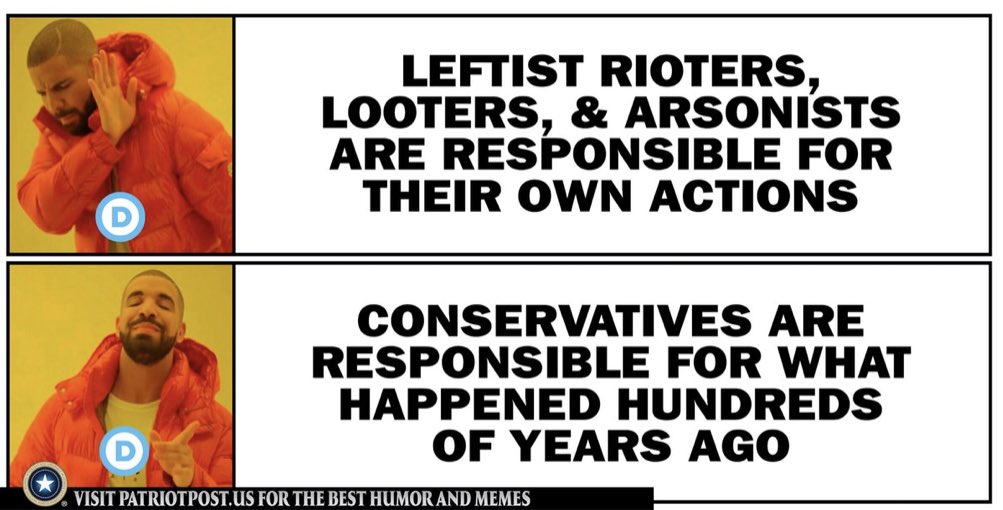 LEFTIST RIOTERS,
LOOTERS, & ARSONISTS
ARE RESPONSIBLE FOR
THEIR OWN ACTIONS
D
CONSERVATIVES ARE
RESPONSIBLE FOR WHAT
HAPPENED HUNDREDS
OF YEARS AGO
D
® VISIT PATRIOTPOST.US FOR THE BEST HUMOR AND MEMES